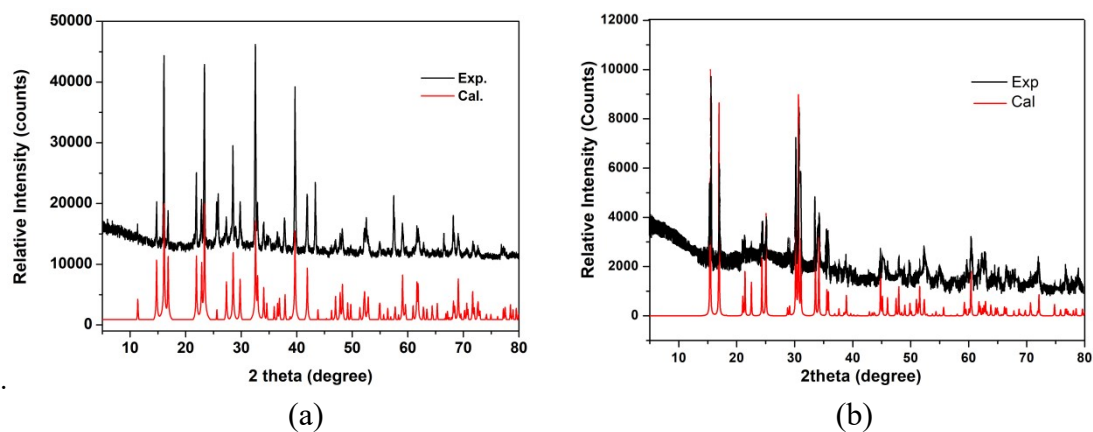 50000
40000
30000
20000
10000
0
10 20 30 40 50 60 70 80
Relative Intensity (counts)
2 theta (degree)
Exp.
Cal.
(a)
12000
10000
8000
6000
4000
2000
0
10 20 30 40 50 60 70 80
Relative Intensity (Counts)
2theta (degree)
Exp
Cal
(b)
.